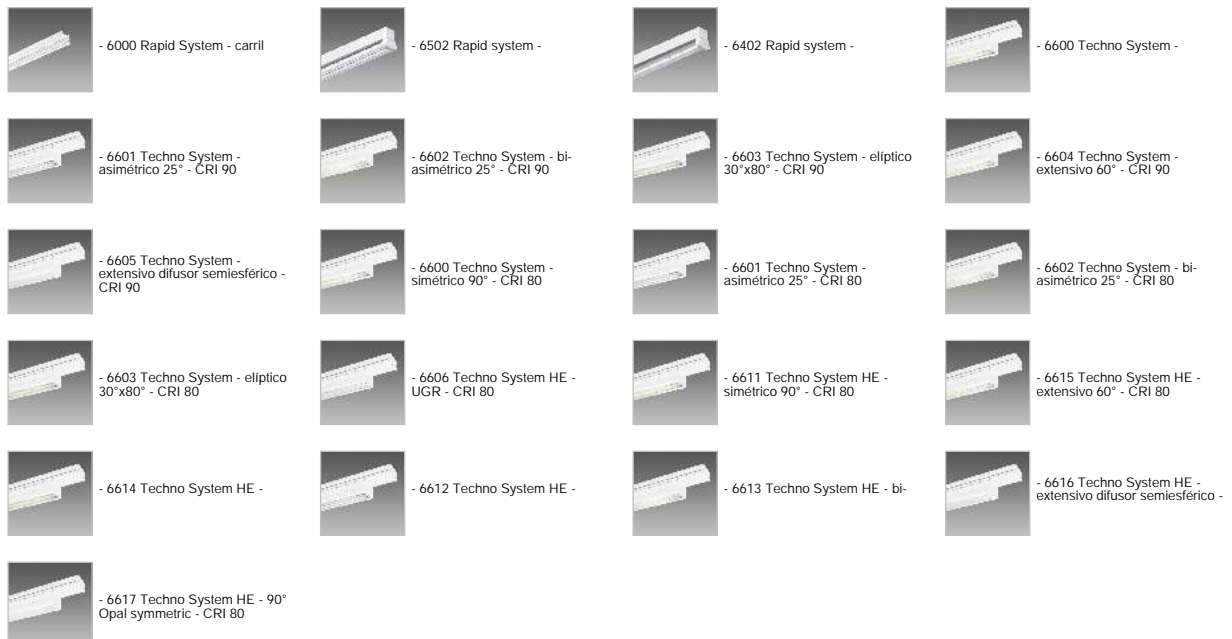 - 6000 Rapid System - carril
- 6502 Rapid system -
- 6402 Rapid system -
- 6600 Techno System -
- 6601 Techno System -
asimétrico 25° - CRI 90
- 6602 Techno System - bi-
asimétrico 25° - CRI 90
- 6603 Techno System - elíptico
30°x80° - CRI 90
- 6604 Techno System -
extensivo 60° - CRI 90
- 6605 Techno System -
extensivo difusor semiesférico -
CRI 90
- 6600 Techno System -
simétrico 90° - CRI 80
- 6601 Techno System -
asimétrico 25° - CRI 80
- 6602 Techno System - bi-
asimétrico 25° - CRI 80
- 6603 Techno System - elíptico
30°x80° - CRI 80
- 6606 Techno System HE -
UGR - CRI 80
- 6611 Techno System HE -
simétrico 90° - CRI 80
- 6615 Techno System HE -
extensivo 60° - CRI 80
- 6614 Techno System HE -
- 6612 Techno System HE -
- 6613 Techno System HE - bi-
- 6616 Techno System HE -
extensivo difusor semiesférico -
- 6617 Techno System HE - 90°
Opal symmetric - CRI 80